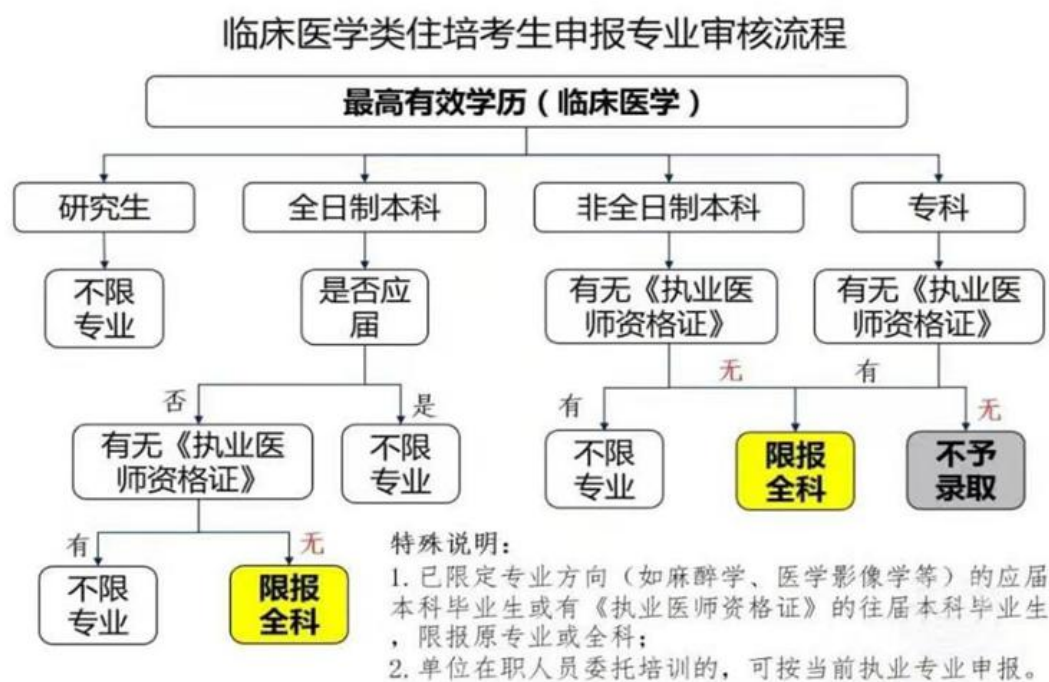 临床医学类住培考生申报专业审核流程
最高有效学历（临床医学）
研究生
全日制本科
非全日制本科
专科
不限
专业
是否应
届
有无《执业医
师资格证》
有无《执业医
师资格证》
否
是
有
无
有
无
有无《执业医
师资格证》
不限
专业
不限
专业
限报
全科
不予
录取
有
无
不限
专业
限报
全科
特殊说明：
1. 已限定专业方向（如麻醉学、医学影像学等）的应届
本科毕业生或有《执业医师资格证》的往届本科毕业生
，限报原专业或全科；
2. 单位在职人员委托培训的，可按当前执业专业申报。